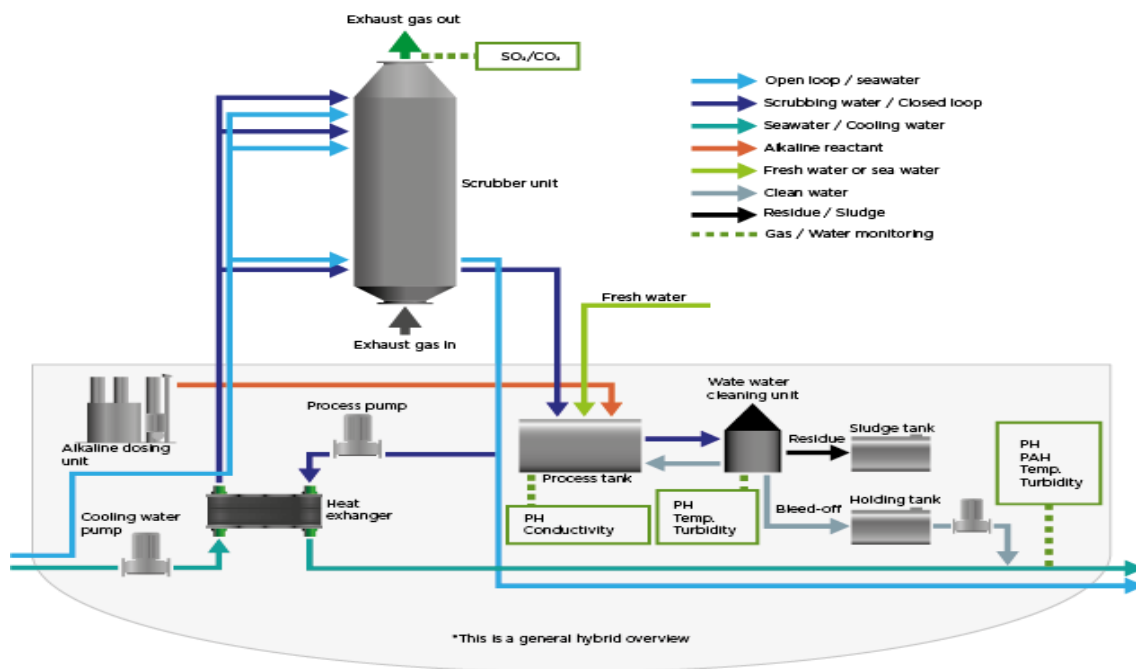 Exhaust gas out
SOₓ/COₓ
Open loop / seawater
Scrubbing water / Closed loop
Seawater / Cooling water
Alkaline reactant
Fresh water or sea water
Clean water
Residue / Sludge
Gas / Water monitoring
Scrubber unit
Fresh water
Exhaust gas in
Alkaline dosing
unit
Process pump
Wate water
cleaning unit
Residue
Sludge tank
Process tank
Heat
exhanger
Cooling water
pump
PH
Conductivity
PH
Temp.
Turbidity
Bleed-off
Holding tank
PH
PAH
Temp.
Turbidity
*This is a general hybrid overview